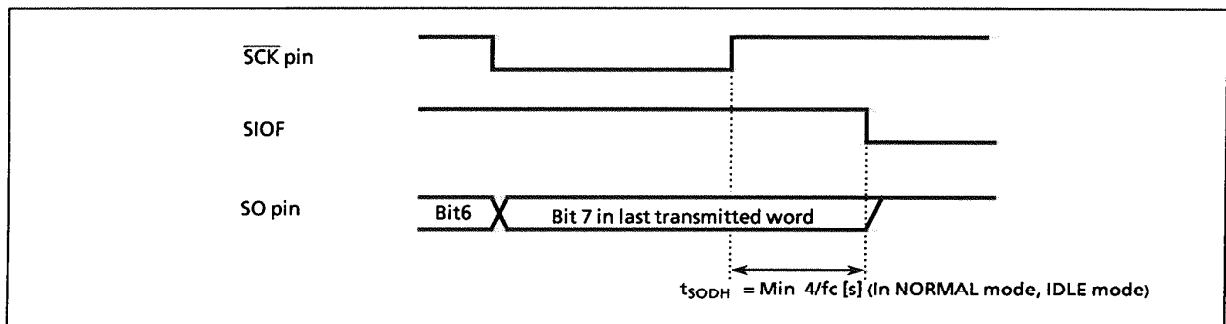 SCK pin
SIOF
SO pin
Bit6
Bit 7 in last transmitted word
tSODH = Min 4/fc [s] (In NORMAL mode, IDLE mode)